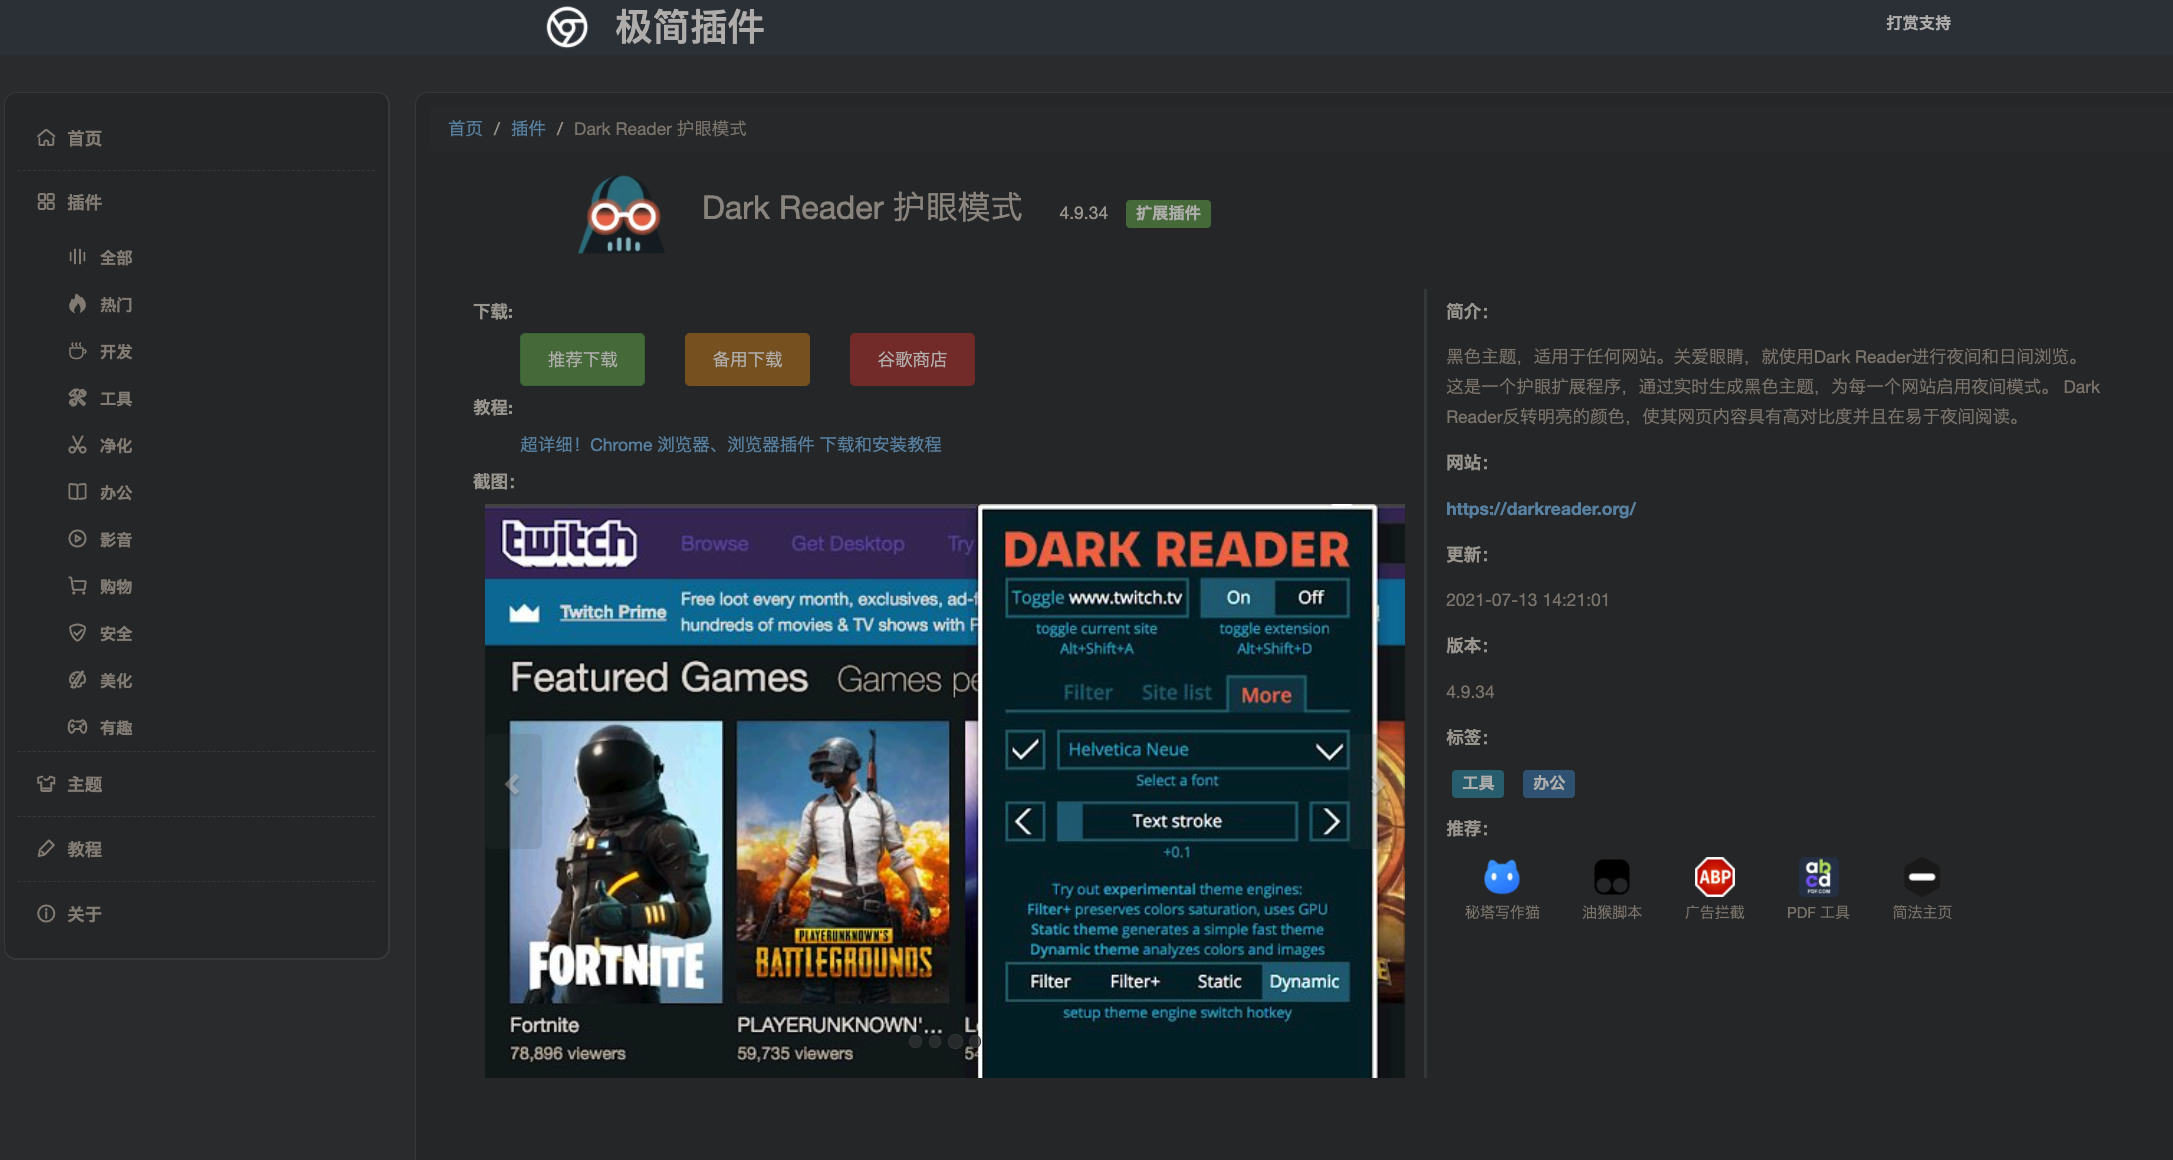 极简插件
打赏支持
首页
插件
全部
热门
开发
工具
净化
办公
影音
购物
安全
美化
有趣
主题
教程
关于
首页 / 插件 / Dark Reader 护眼模式
Dark Reader 护眼模式 4.9.34 扩展插件
下载:
推荐下载 备用下载 谷歌商店
教程:
超详细！Chrome 浏览器、浏览器插件 下载和安装教程
截图：
twitch Browse Get Desktop Try
Twitch Prime
Free loot every month, exclusives, ad-f
hundreds of movies & TV shows with P
Featured Games Games pe
FORTNITE
PLAYERUNKNOWN'S
BATTLEGROUNDS
Fortnite
78,896 viewers
PLAYERUNKNOWN'...
59,735 viewers
DARK READER
Toggle www.twitch.tv On Off
toggle current site
Alt+Shift+A
toggle extension
Alt+Shift+D
Filter Site list More
Helvetica Neue
Select a font
Text stroke
+0.1
Try out experimental theme engines:
Filter+ preserves colors saturation, uses GPU
Static theme generates a simple fast theme
Dynamic theme analyzes colors and images
Filter Filter+ Static Dynamic
setup theme engine switch hotkey
简介：
黑色主题，适用于任何网站。关爱眼睛，就使用Dark Reader进行夜间和日间浏览。
这是一个护眼扩展程序，通过实时生成黑色主题，为每一个网站启用夜间模式。 Dark
Reader反转明亮的颜色，使其网页内容具有高对比度并且在易于夜间阅读。
网站：
https://darkreader.org/
更新：
2021-07-13 14:21:01
版本：
4.9.34
标签：
工具 办公
推荐：
ABP
abcd
PDF.COM
秘塔写作猫 油猴脚本 广告拦截 PDF 工具 简法主页